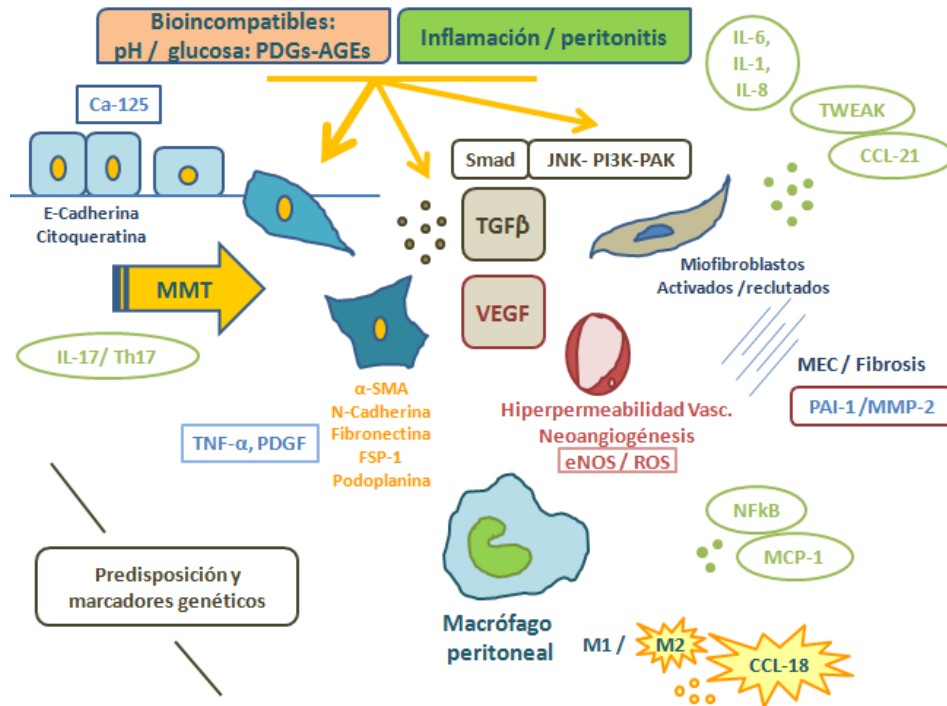 Bioincompatibles:
pH / glucosa: PDGs-AGEs
Inflamación / peritonitis
IL-6,
IL-1,
IL-8
Ca-125
TWEAK
CCL-21
Smad
JNK- PI3K-PAK
E-Cadherina
Citoqueratina
TGFβ
Miofibroblastos
Activados /reclutados
MMT
VEGF
IL-17/ Th17
MEC / Fibrosis
PAI-1 /MMP-2
α-SMA
N-Cadherina
Fibronectina
FSP-1
Podoplanina
TNF-α, PDGF
Hiperpermeabilidad Vasc.
Neoangiogénesis
eNOS / ROS
NFkB
MCP-1
Predisposición y
marcadores genéticos
Macrófago
peritoneal
M1 /
M2
CCL-18